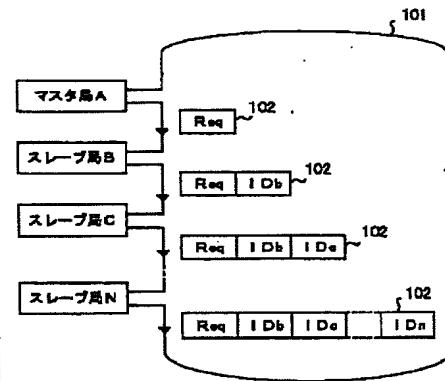 101
マスタ局A
Req 102
スレーブ局B
Req IDb 102
スレーブ局C
Req IDb IDc 102
スレーブ局N
102
Req IDb IDc IDn